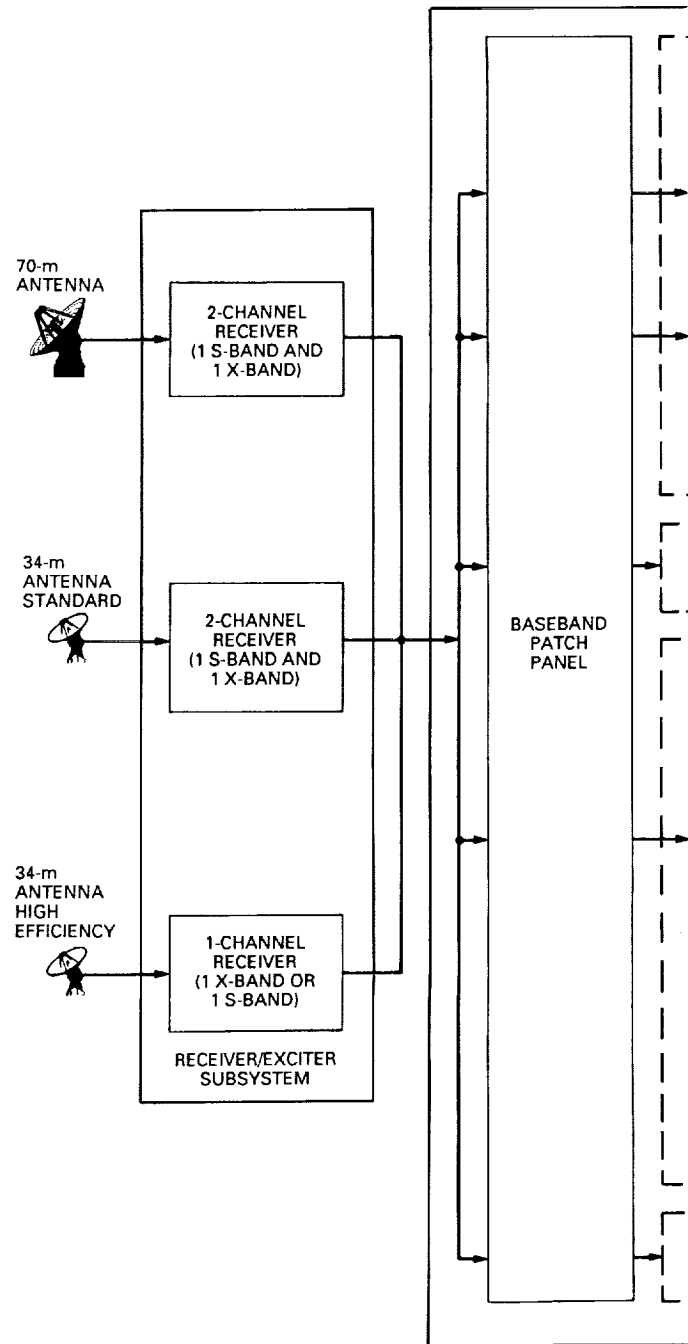 70-m
ANTENNA
2-CHANNEL
RECEIVER
(1 S-BAND AND
1 X-BAND)
34-m
ANTENNA
STANDARD
2-CHANNEL
RECEIVER
(1 S-BAND AND
1 X-BAND)
BASEBAND
PATCH
PANEL
34-m
ANTENNA
HIGH
EFFICIENCY
1-CHANNEL
RECEIVER
(1 X-BAND OR
1 S-BAND)
RECEIVER/EXCITER
SUBSYSTEM